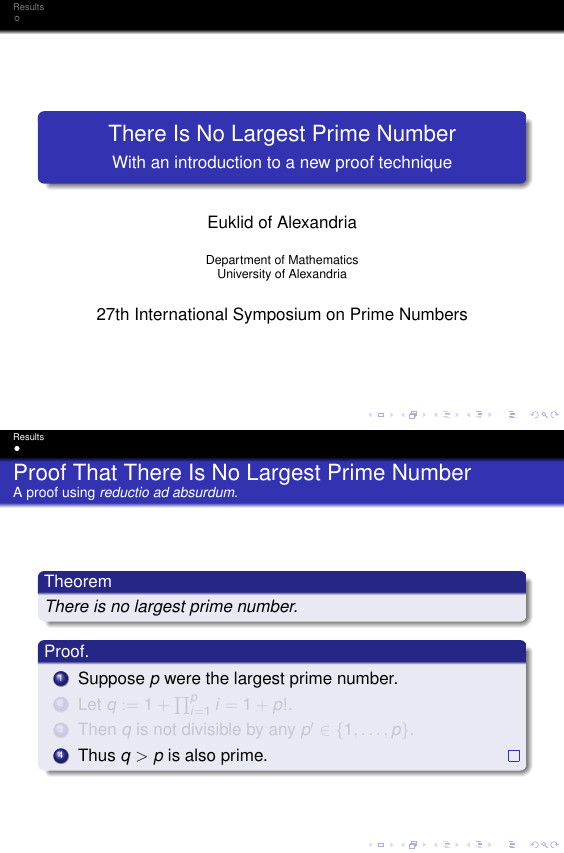 Results
There Is No Largest Prime Number
With an introduction to a new proof technique
Euklid of Alexandria
Department of Mathematics
University of Alexandria
27th International Symposium on Prime Numbers
Results
Proof That There Is No Largest Prime Number
A proof using reductio ad absurdum.
Theorem
There is no largest prime number.
Proof.
1 Suppose p were the largest prime number.
2 Let q := 1 + ∏_{i=1}^{p} i = 1 + p!.
3 Then q is not divisible by any p′ ∈ {1, . . . , p}.
4 Thus q > p is also prime.